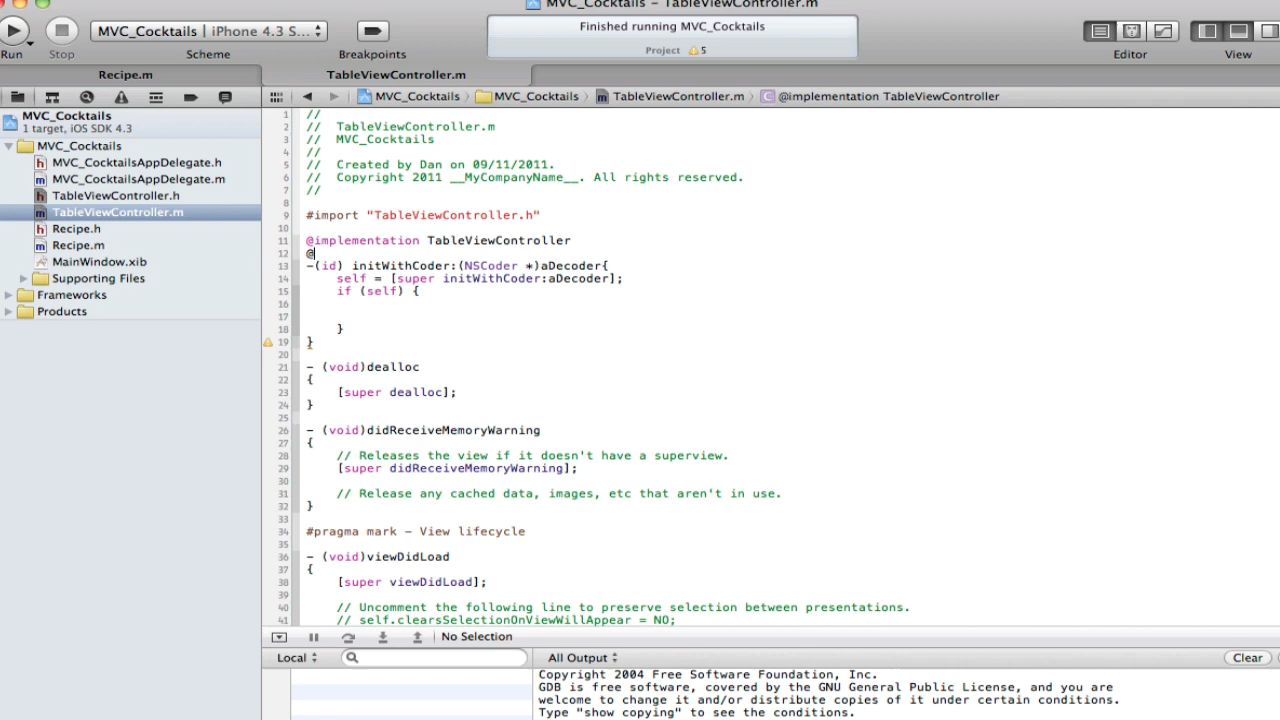 MVC_Cocktails – TableViewController.m
Finished running MVC_Cocktails
MVC_Cocktails | iPhone 4.3 S...
Project 5
Run
Stop
Scheme
Breakpoints
Editor
View
Recipe.m
TableViewController.m
MVC_Cocktails
MVC_Cocktails
TableViewController.m
@implementation TableViewController
MVC_Cocktails
1 target, iOS SDK 4.3
MVC_Cocktails
h MVC_CocktailsAppDelegate.h
m MVC_CocktailsAppDelegate.m
h TableViewController.h
m TableViewController.m
h Recipe.h
m Recipe.m
MainWindow.xib
Supporting Files
Frameworks
Products
1 //
2 // TableViewController.m
3 // MVC_Cocktails
4 //
5 // Created by Dan on 09/11/2011.
6 // Copyright 2011 __MyCompanyName__. All rights reserved.
7 //
8
9 #import "TableViewController.h"
10
11 @implementation TableViewController
12 @
13 -(id) initWithCoder:(NSCoder *)aDecoder{
14 self = [super initWithCoder:aDecoder];
15 if (self) {
16
17
18 }
19 }
20
21 - (void)dealloc
22 {
23 [super dealloc];
24 }
25
26 - (void)didReceiveMemoryWarning
27 {
28 // Releases the view if it doesn't have a superview.
29 [super didReceiveMemoryWarning];
30
31 // Release any cached data, images, etc that aren't in use.
32 }
33
34 #pragma mark - View lifecycle
35
36 - (void)viewDidLoad
37 {
38 [super viewDidLoad];
39
40 // Uncomment the following line to preserve selection between presentations.
41 // self.clearsSelectionOnViewWillAppear = NO;
No Selection
Local
All Output
Clear
Copyright 2004 Free Software Foundation, Inc.
GDB is free software, covered by the GNU General Public License, and you are
welcome to change it and/or distribute copies of it under certain conditions.
Type "show copying" to see the conditions.